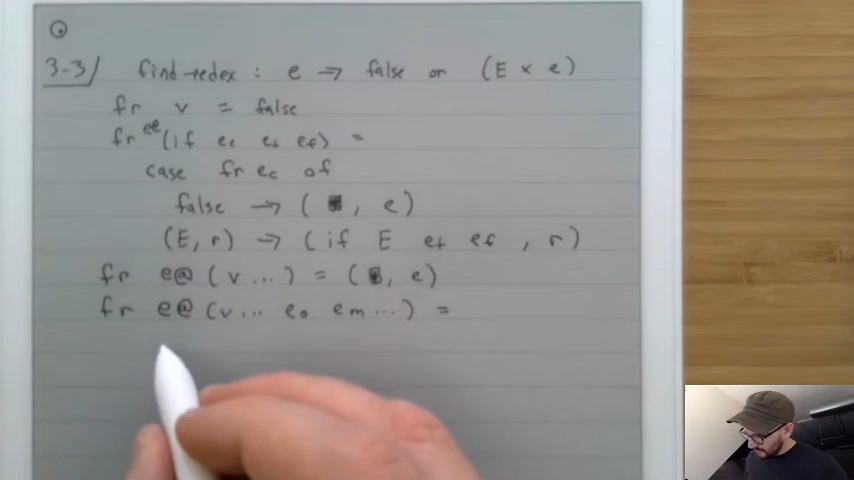 3-3/ find-redex : e → false or (E × e)
fr v = false
fr e@ (if ec et ef) =
case fr ec of
false → (■, e)
(E, r) → (if E et ef, r)
fr e@ (v...) = (■, e)
fr e@ (v... e₀ em...) =